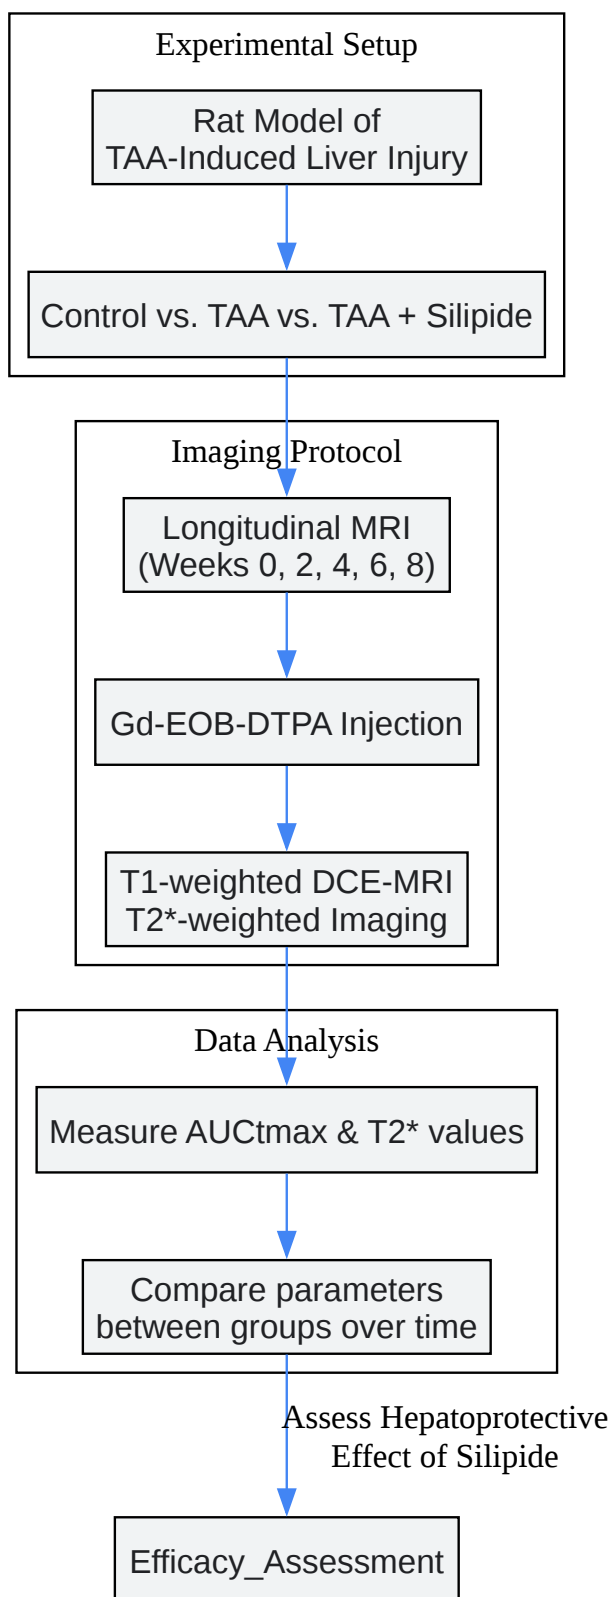 Experimental Setup
Rat Model of
TAA-Induced Liver Injury
Control vs. TAA vs. TAA + Silipide
Imaging Protocol
Longitudinal MRI
(Weeks 0, 2, 4, 6, 8)
Gd-EOB-DTPA Injection
T1-weighted DCE-MRI
T2*-weighted Imaging
Data Analysis
Measure AUCtmax & T2* values
Compare parameters
between groups over time
Assess Hepatoprotective
Effect of Silipide
Efficacy_Assessment